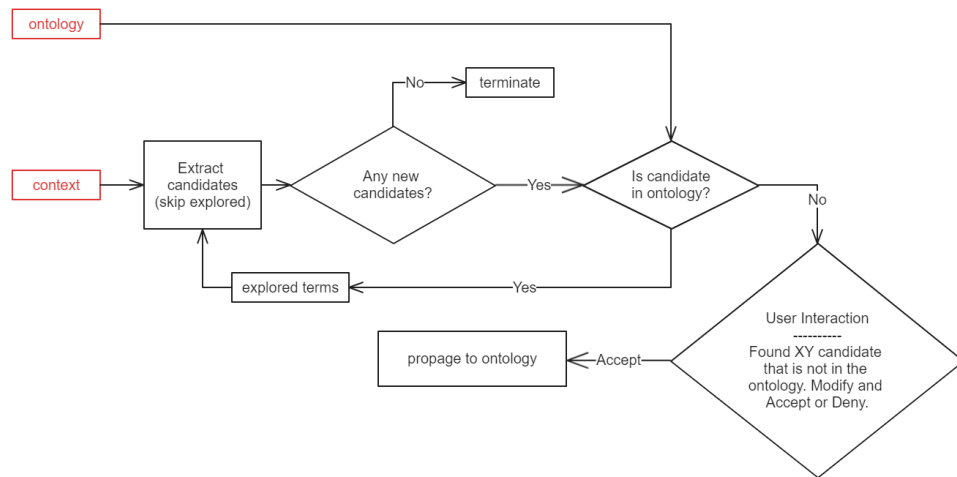 ontology
No
terminate
context
Extract
candidates
(skip explored)
Any new
candidates?
Yes
Is candidate
in ontology?
No
explored terms
Yes
User Interaction
----------
Found XY candidate
that is not in the
ontology. Modify and
Accept or Deny.
Accept
propage to ontology